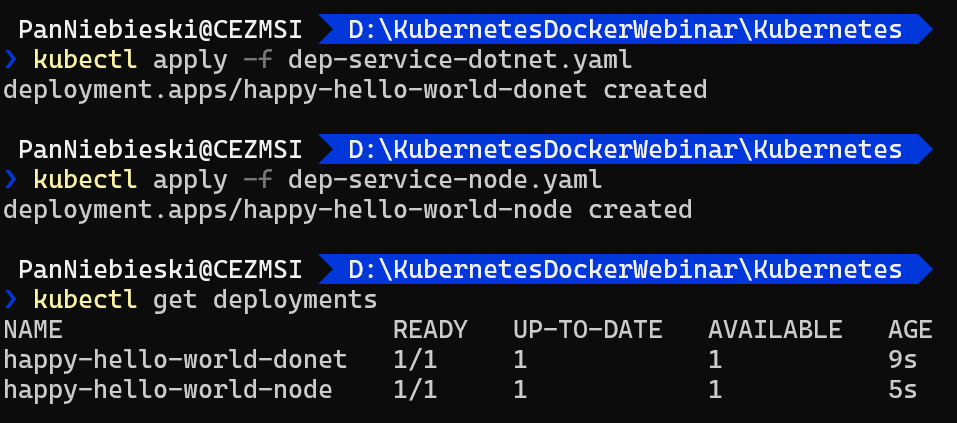 PanNiebieski@CEZMSI D:\KubernetesDockerWebinar\Kubernetes
❯ kubectl apply -f dep-service-dotnet.yaml
deployment.apps/happy-hello-world-donet created
PanNiebieski@CEZMSI D:\KubernetesDockerWebinar\Kubernetes
❯ kubectl apply -f dep-service-node.yaml
deployment.apps/happy-hello-world-node created
PanNiebieski@CEZMSI D:\KubernetesDockerWebinar\Kubernetes
❯ kubectl get deployments
NAME READY UP-TO-DATE AVAILABLE AGE
happy-hello-world-donet 1/1 1 1 9s
happy-hello-world-node 1/1 1 1 5s